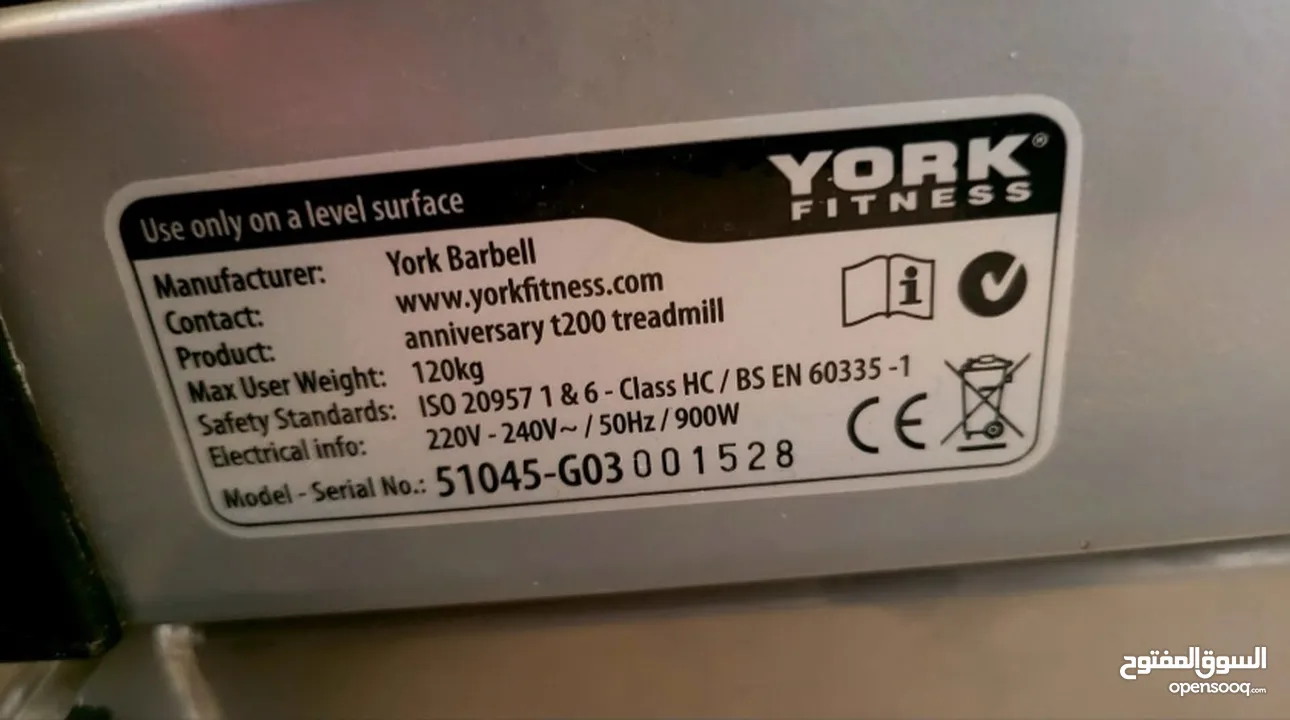 Use only on a level surface
YORK®
FITNESS
Manufacturer: York Barbell
Contact: www.yorkfitness.com
Product: anniversary t200 treadmill
Max User Weight: 120kg
Safety Standards: ISO 20957 1 & 6 - Class HC / BS EN 60335 -1
Electrical info: 220V - 240V~ / 50Hz / 900W
Model - Serial No.: 51045-G03 001528
CE
السوق المفتوح
opensooq.com